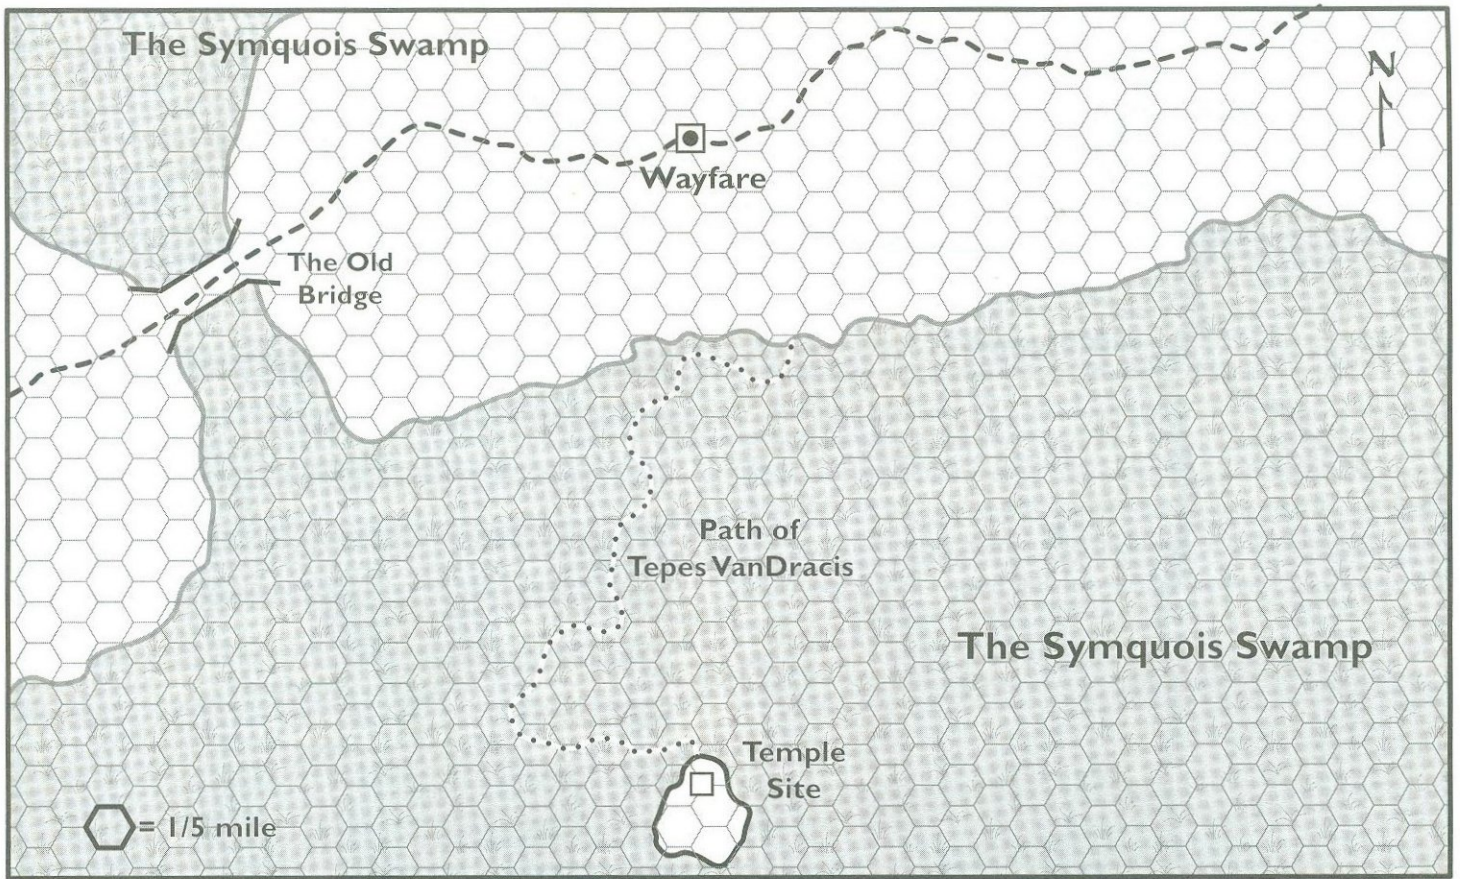 The Symquois Swamp
N
Wayfare
The Old
Bridge
Path of
Tepes VanDracis
The Symquois Swamp
Temple
Site
= 1/5 mile